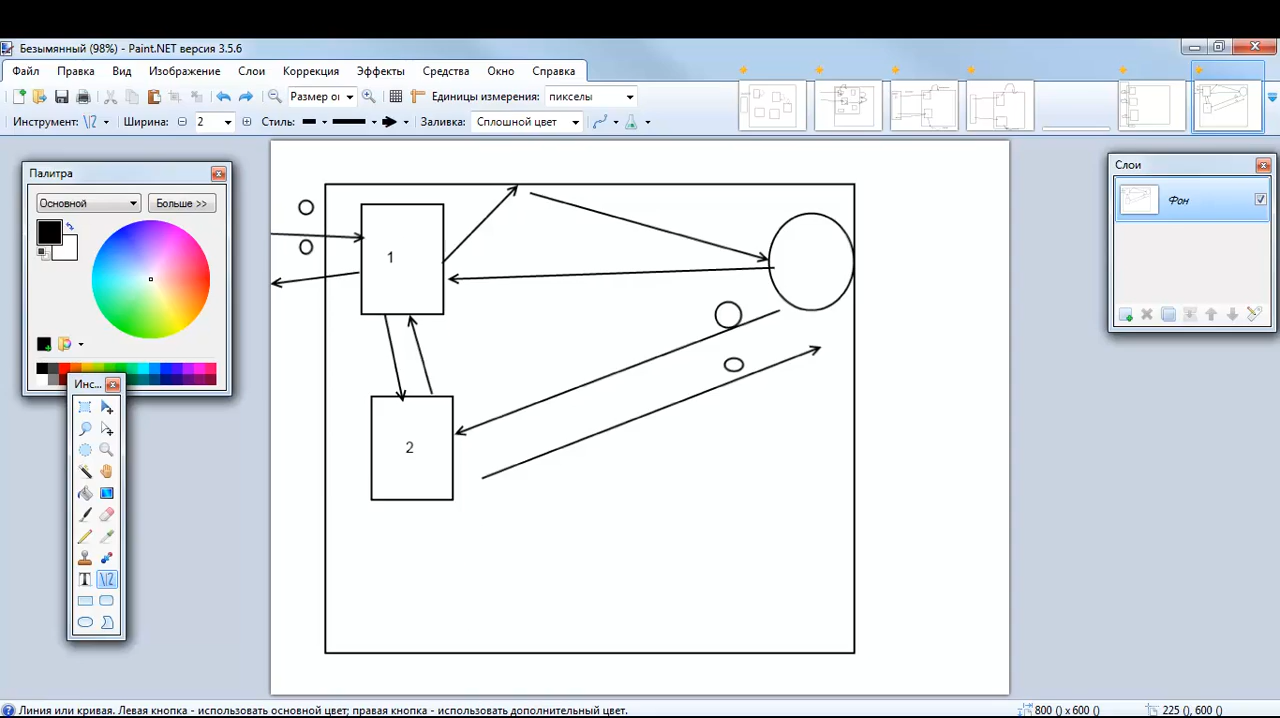 Безымянный (98%) - Paint.NET версия 3.5.6
Файл Правка Вид Изображение Слои Коррекция Эффекты Средства Окно Справка
Размер ог Единицы измерения: пикселы
Инструмент: Ширина: 2 Стиль: Заливка: Сплошной цвет
Палитра
Основной Больше >>
Инс...
Слои
Фон
1
2
Линия или кривая. Левая кнопка - использовать основной цвет; правая кнопка - использовать дополнительный цвет.
800 () x 600 ()
225 (), 600 ()